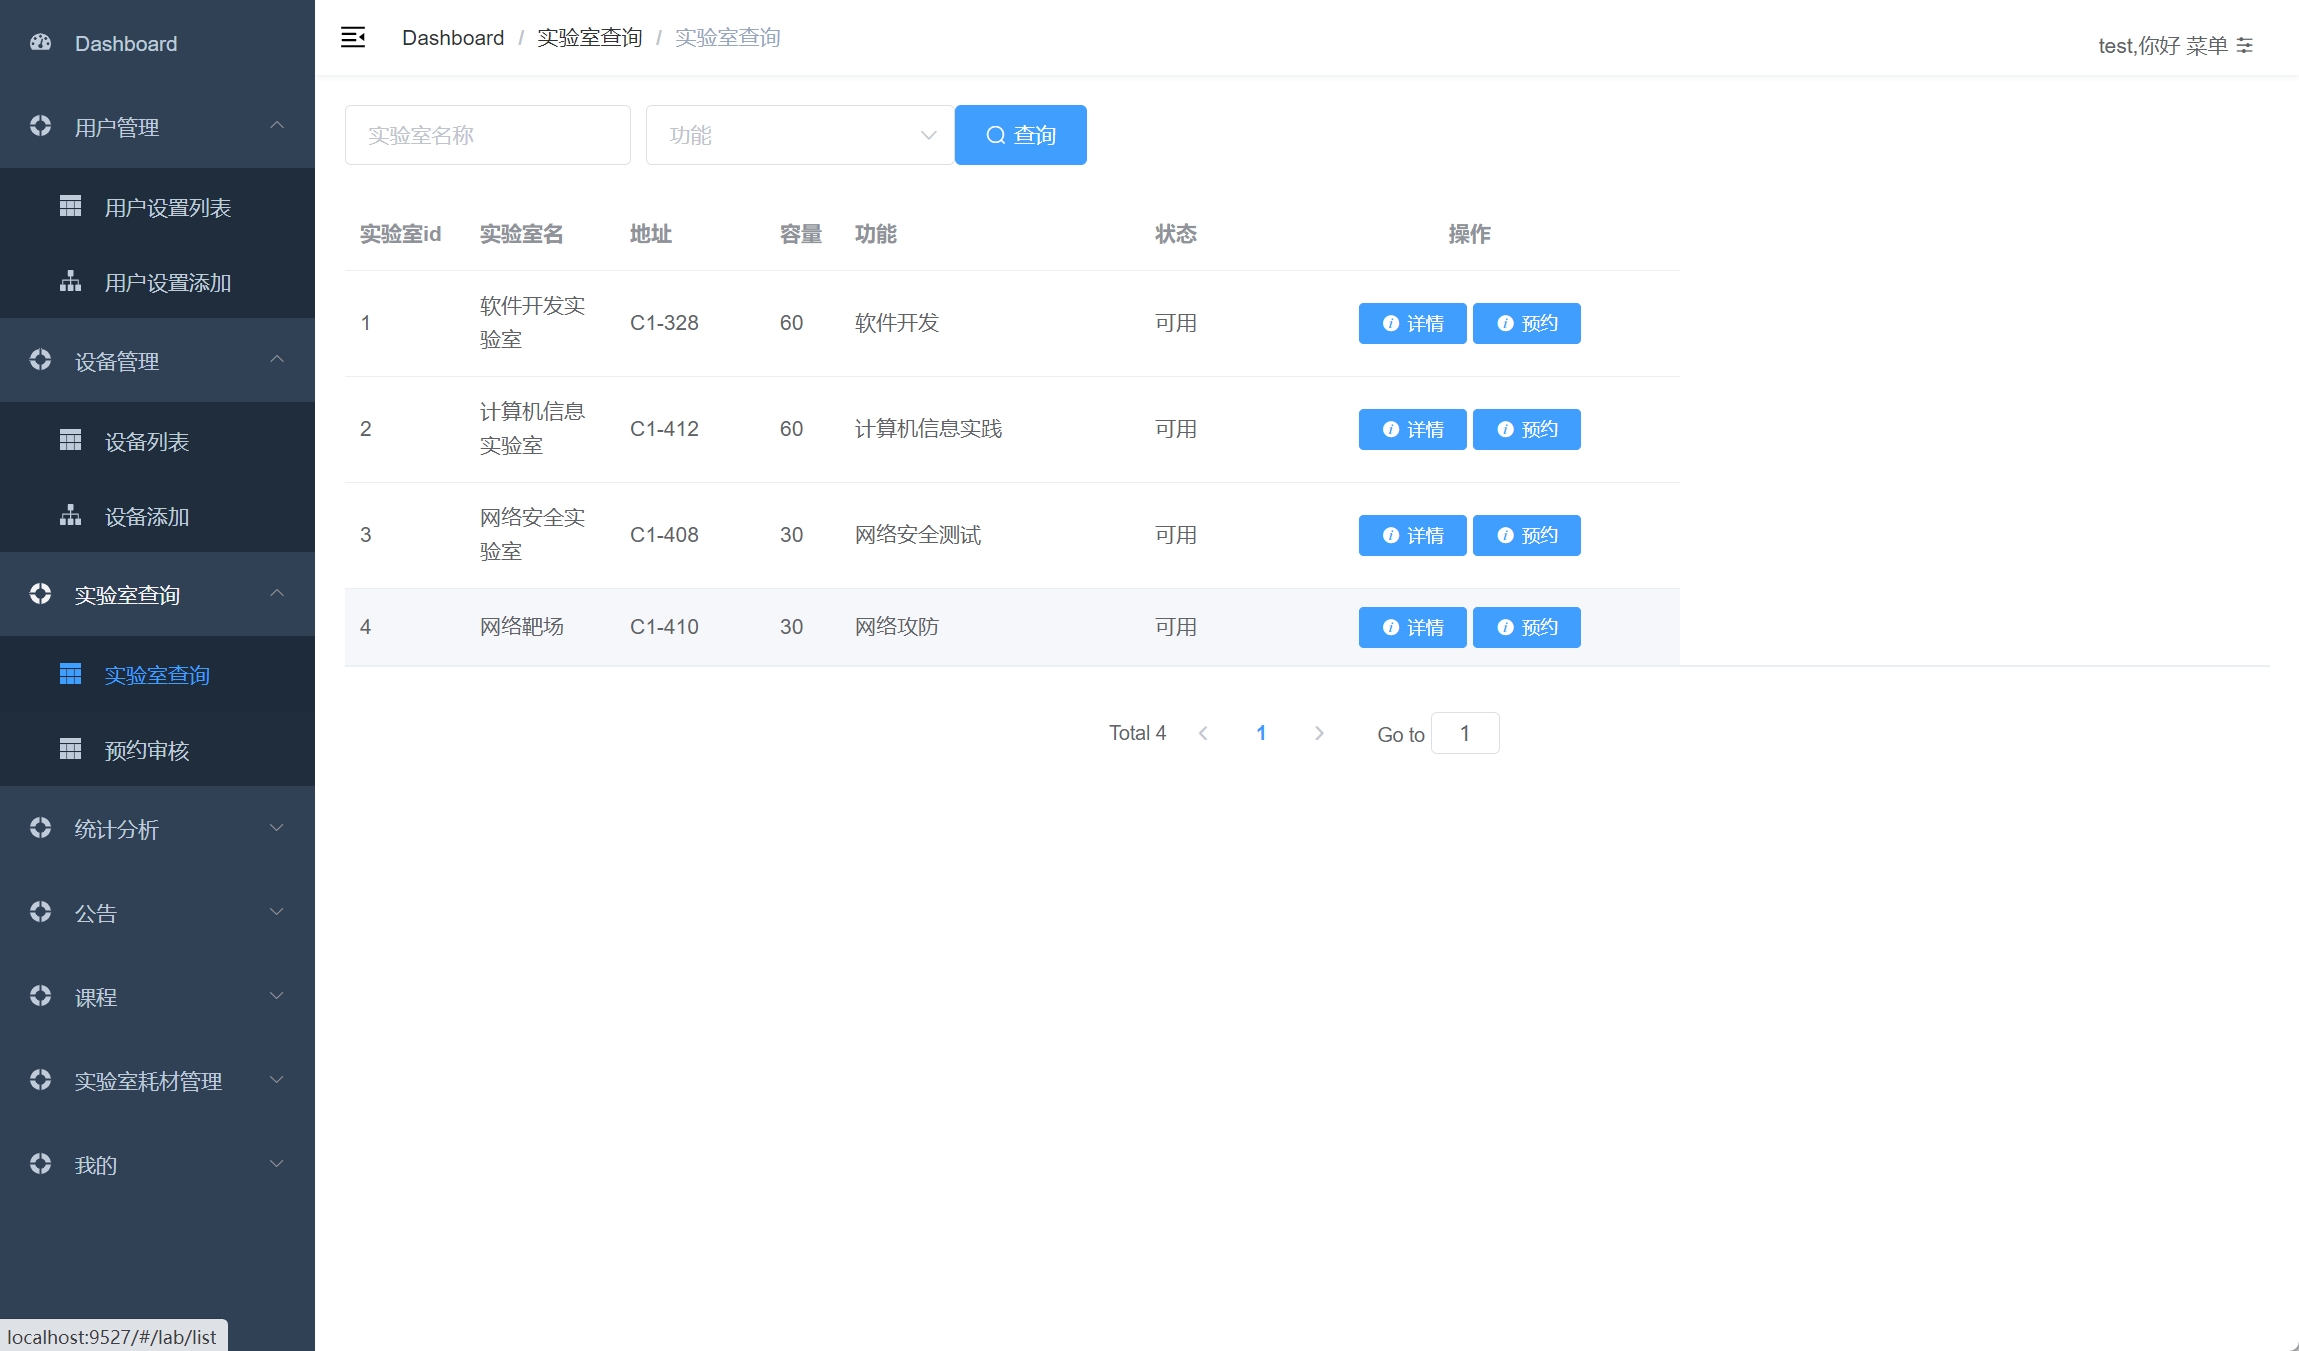 Dashboard
用户管理
用户设置列表
用户设置添加
设备管理
设备列表
设备添加
实验室查询
实验室查询
预约审核
统计分析
公告
课程
实验室耗材管理
我的
localhost:9527/#/lab/list
Dashboard / 实验室查询 / 实验室查询
test,你好 菜单
实验室名称 功能 查询
实验室id 实验室名 地址 容量 功能 状态 操作
1 软件开发实验室 C1-328 60 软件开发 可用 详情 预约
2 计算机信息实验室 C1-412 60 计算机信息实践 可用 详情 预约
3 网络安全实验室 C1-408 30 网络安全测试 可用 详情 预约
4 网络靶场 C1-410 30 网络攻防 可用 详情 预约
Total 4 1 Go to 1